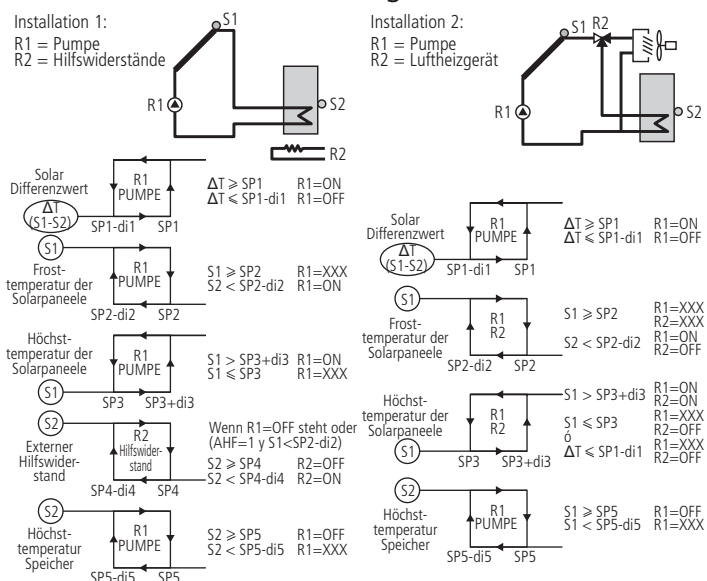 Installation 1:
R1 = Pumpe
R2 = Hilfswiderstände
S1
R1
S2
R2
Solar
Differenzwert
ΔT
(S1-S2)
R1
PUMPE
SP1-di1 SP1
ΔT ⩾ SP1 R1=ON
ΔT ⩽ SP1-di1 R1=OFF
S1
Frost-
temperatur der
Solarpaneele
R1
PUMPE
SP2-di2 SP2
S1 ⩾ SP2 R1=XXX
S2 < SP2-di2 R1=ON
Höchst-
temperatur der
Solarpaneele
S1
R1
PUMPE
SP3 SP3+di3
S1 > SP3+di3 R1=ON
S1 ⩽ SP3 R1=XXX
S2
Externer
Hilfswider-
stand
R2
Hilfswider-
stand
SP4-di4 SP4
Wenn R1=OFF steht oder
(AHF=1 y S1<SP2-di2)
S2 ⩾ SP4 R2=OFF
S2 < SP4-di4 R2=ON
S2
Höchst-
temperatur
Speicher
R1
PUMPE
SP5-di5 SP5
S2 ⩾ SP5 R1=OFF
S2 < SP5-di5 R1=XXX
Installation 2:
R1 = Pumpe
R2 = Luftheizgerät
S1 R2
R1
S2
Solar
Differenzwert
ΔT
(S1-S2)
R1
PUMPE
SP1-di1 SP1
ΔT ⩾ SP1 R1=ON
ΔT ⩽ SP1-di1 R1=OFF
S1
Frost-
temperatur der
Solarpaneele
R1
R2
SP2-di2 SP2
S1 ⩾ SP2 R1=XXX
R2=XXX
S2 < SP2-di2 R1=ON
R2=OFF
Höchst-
temperatur der
Solarpaneele
S1
R1
R2
SP3 SP3+di3
S1 > SP3+di3 R1=ON
R2=ON
S1 ⩽ SP3 R1=XXX
R2=OFF
ó
ΔT ⩽ SP1-di1 R1=XXX
R2=OFF
S2
Höchst-
temperatur
Speicher
R1
PUMPE
SP5-di5 SP5
S1 ⩾ SP5 R1=OFF
S1 < SP5-di5 R1=XXX